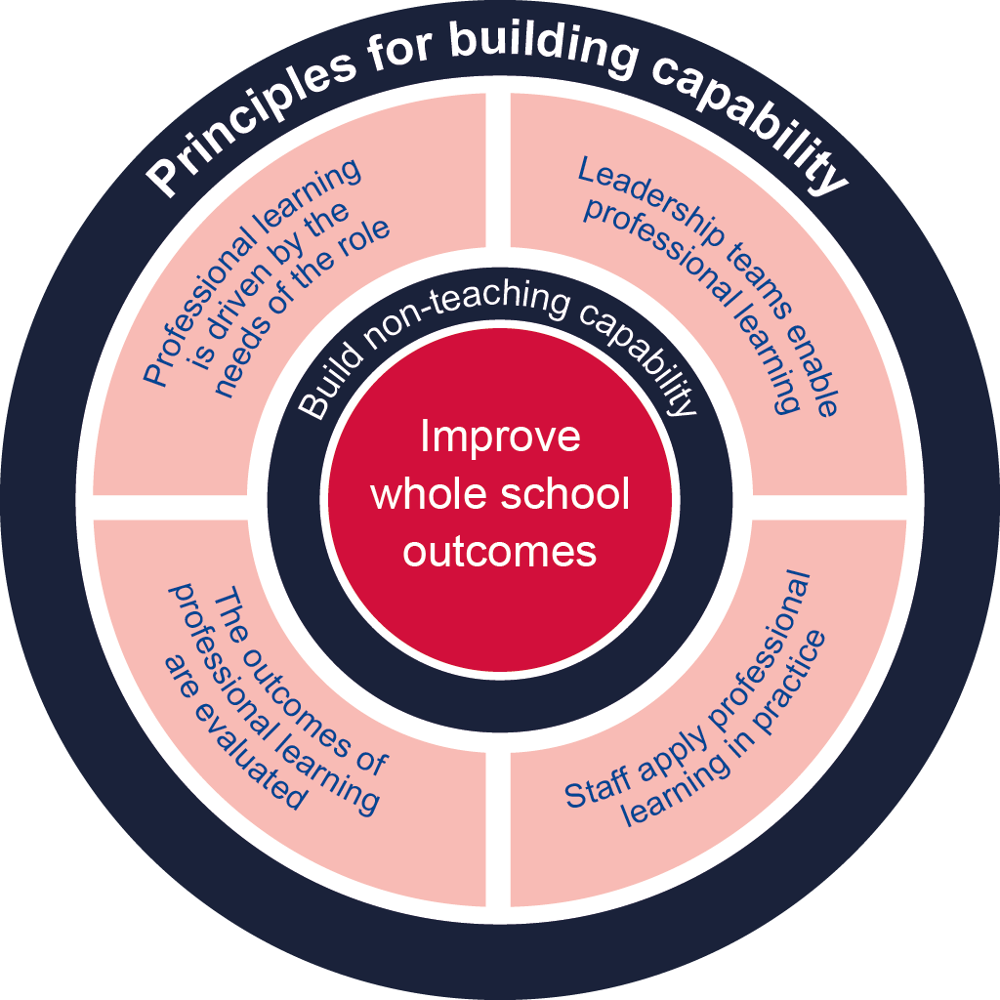 Principles for building capability
Professional learning
is driven by the
needs of the role
Leadership teams enable
professional learning
Build non-teaching capability
Improve
whole school
outcomes
The outcomes of
professional learning
are evaluated
Staff apply professional
learning in practice